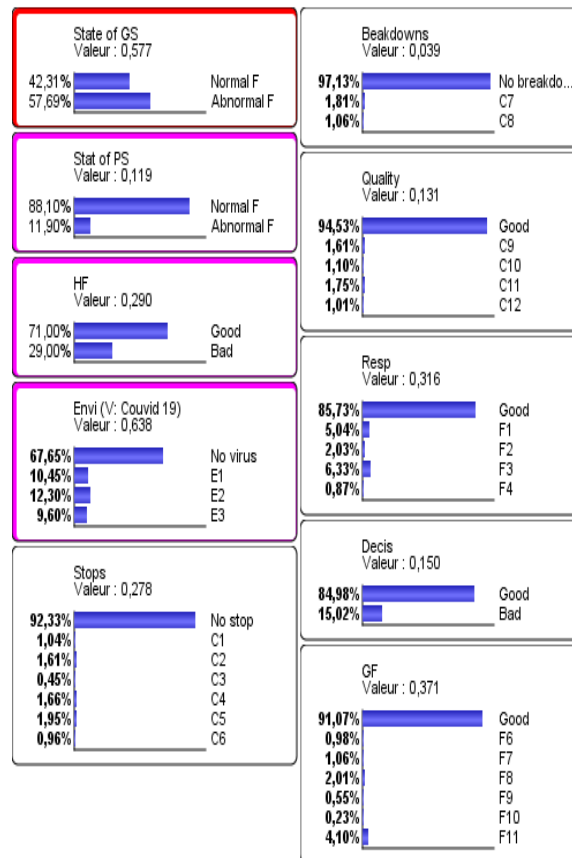 State of GS
Valeur : 0,577
42,31% Normal F
57,69% Abnormal F
Stat of PS
Valeur : 0,119
88,10% Normal F
11,90% Abnormal F
HF
Valeur : 0,290
71,00% Good
29,00% Bad
Envi (V: Couvid 19)
Valeur : 0,638
67,65% No virus
10,45% E1
12,30% E2
9,60% E3
Stops
Valeur : 0,278
92,33% No stop
1,04% C1
1,61% C2
0,45% C3
1,66% C4
1,95% C5
0,96% C6
Beakdowns
Valeur : 0,039
97,13% No breakdo...
1,81% C7
1,06% C8
Quality
Valeur : 0,131
94,53% Good
1,61% C9
1,10% C10
1,75% C11
1,01% C12
Resp
Valeur : 0,316
85,73% Good
5,04% F1
2,03% F2
6,33% F3
0,87% F4
Decis
Valeur : 0,150
84,98% Good
15,02% Bad
GF
Valeur : 0,371
91,07% Good
0,98% F6
1,06% F7
2,01% F8
0,55% F9
0,23% F10
4,10% F11